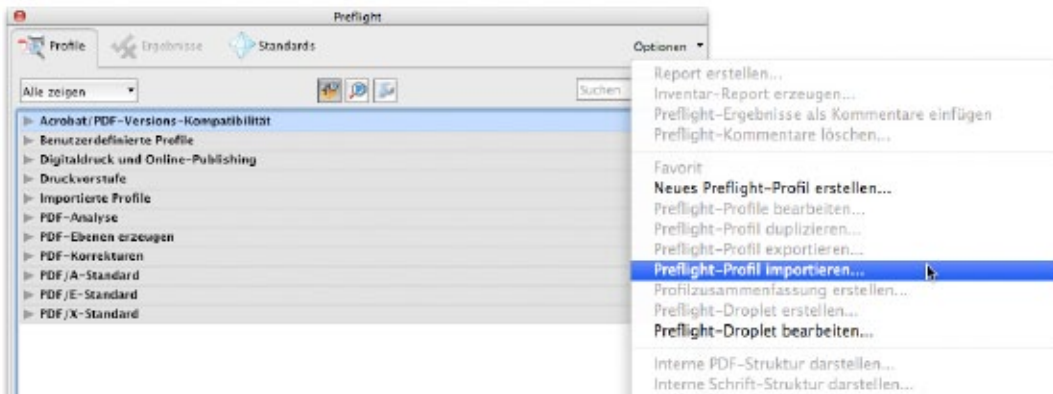 Preflight
Profile
Ergebnisse
Standards
Optionen
Alle zeigen
Suchen
Acrobat/PDF-Versions-Kompatibilität
Benutzerdefinierte Profile
Digitaldruck und Online-Publishing
Druckvorstufe
Importierte Profile
PDF-Analyse
PDF-Ebenen erzeugen
PDF-Korrekturen
PDF/A-Standard
PDF/E-Standard
PDF/X-Standard
Report erstellen...
Inventar-Report erzeugen...
Preflight-Ergebnisse als Kommentare einfügen
Preflight-Kommentare löschen...
Favorit
Neues Preflight-Profil erstellen...
Preflight-Profile bearbeiten...
Preflight-Profil duplizieren...
Preflight-Profil exportieren...
Preflight-Profil importieren...
Profilzusammenfassung erstellen...
Preflight-Droplet erstellen...
Preflight-Droplet bearbeiten...
Interne PDF-Struktur darstellen...
Interne Schrift-Struktur darstellen...